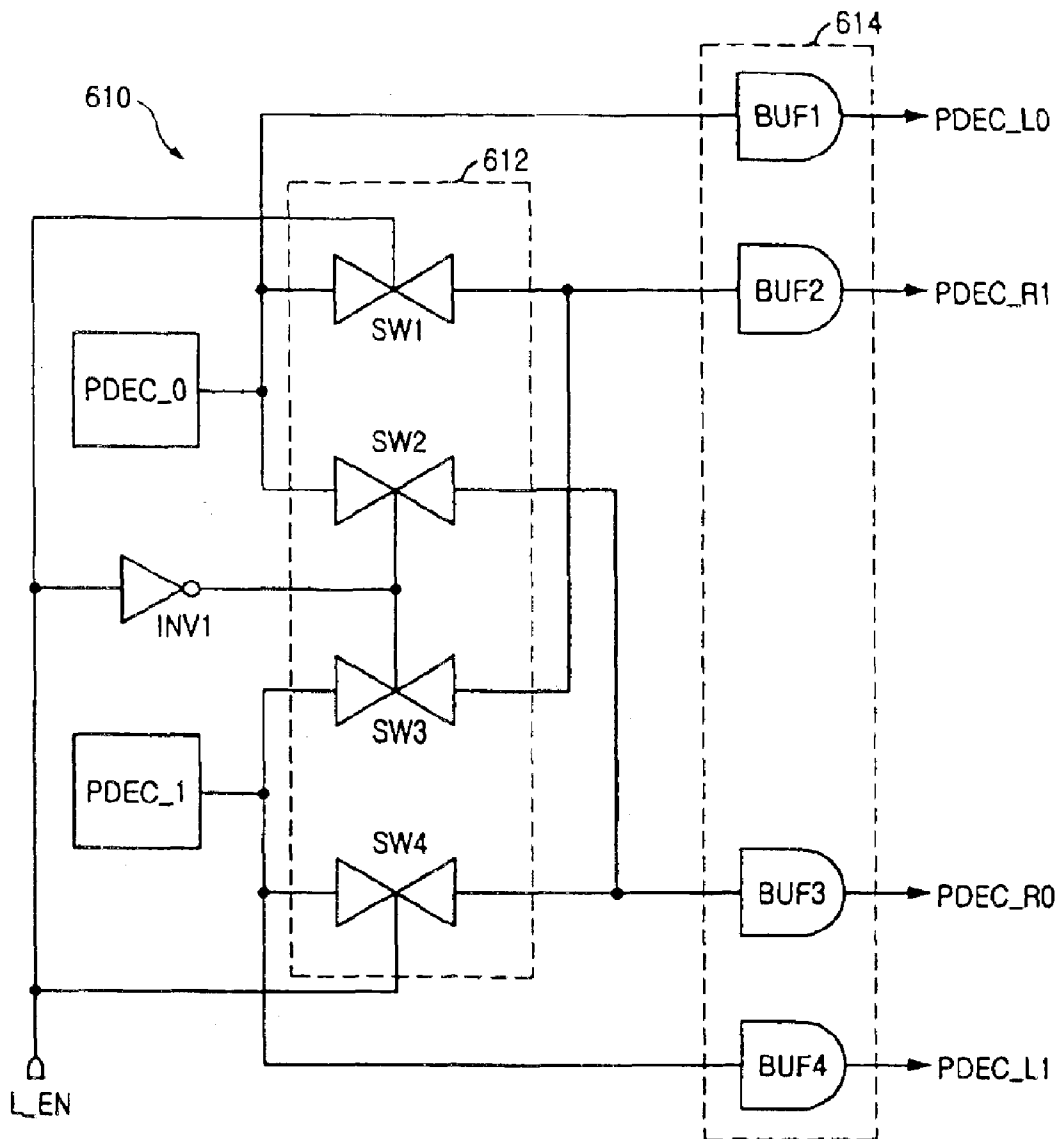 614
610
BUF1
PDEC_L0
612
BUF2
PDEC_R1
SW1
PDEC_0
SW2
INV1
SW3
PDEC_1
SW4
BUF3
PDEC_R0
BUF4
PDEC_L1
L_EN